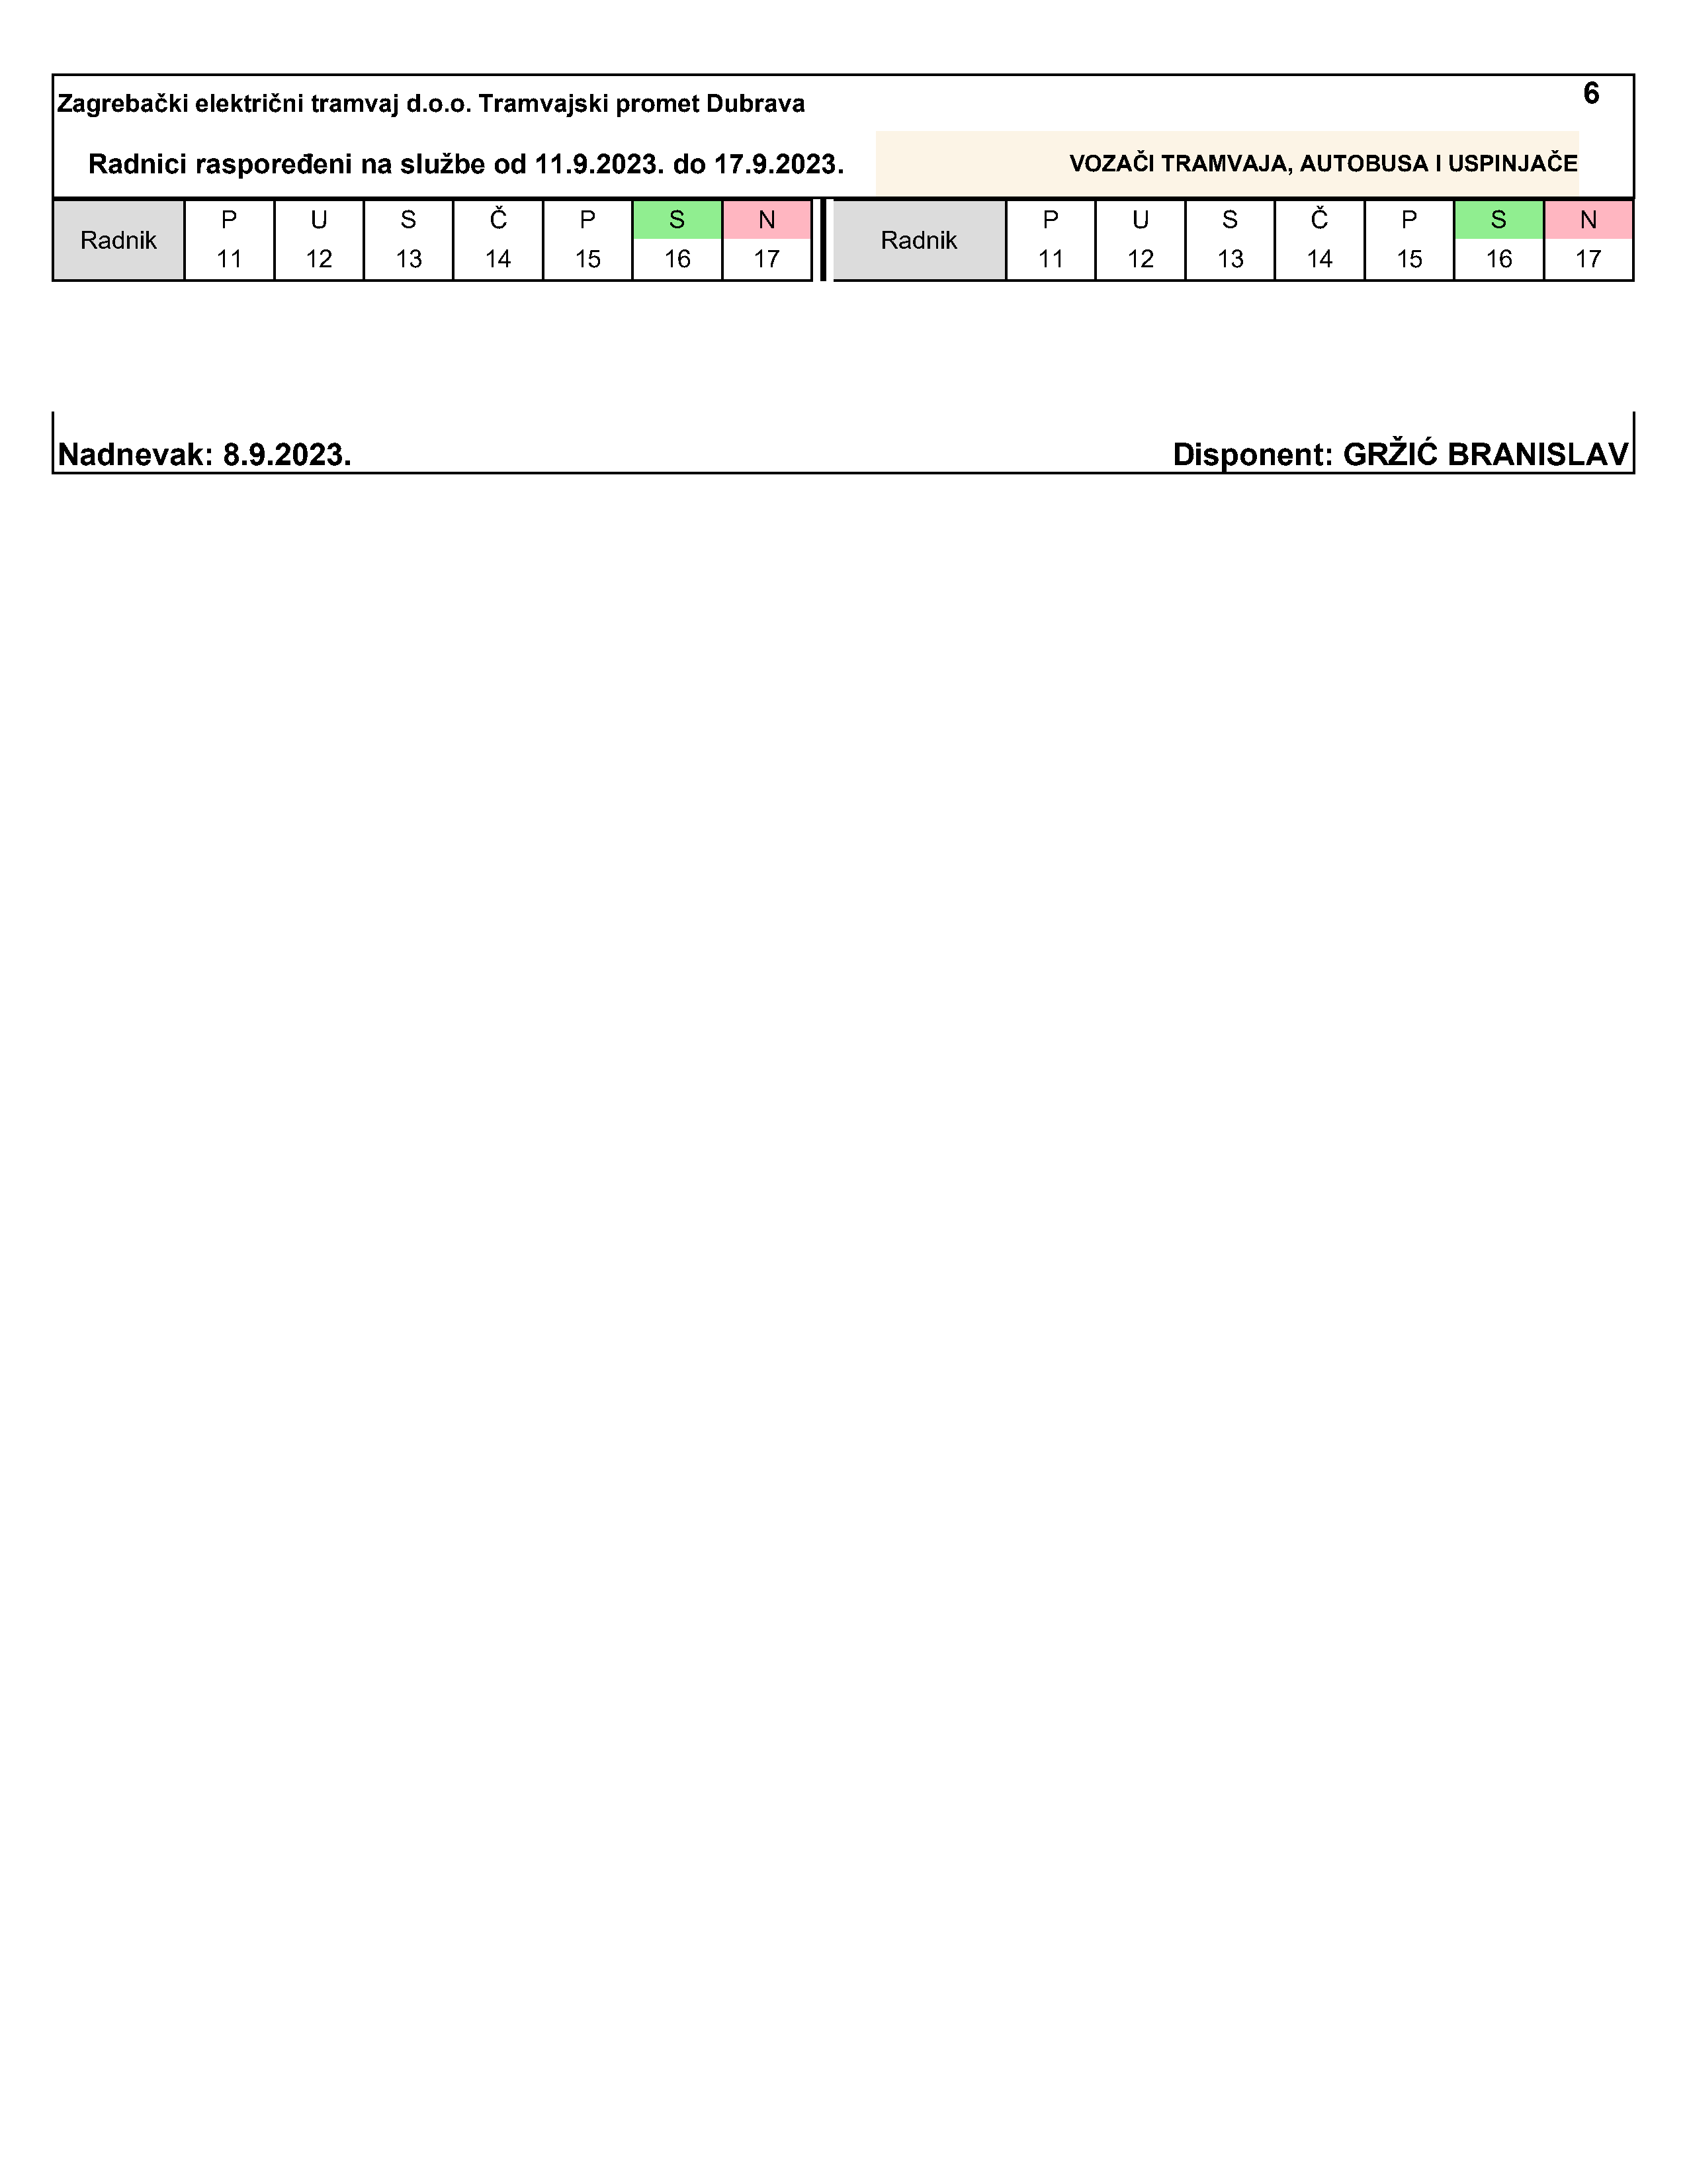 6
Zagrebački električni tramvaj d.o.o. Tramvajski promet Dubrava
Radnici raspoređeni na službe od 11.9.2023. do 17.9.2023. VOZAČI TRAMVAJA, AUTOBUSA I USPINJAČE
Radnik P U S Č P S N Radnik P U S Č P S N
11 12 13 14 15 16 17 11 12 13 14 15 16 17
Nadnevak: 8.9.2023. Disponent: GRŽIĆ BRANISLAV